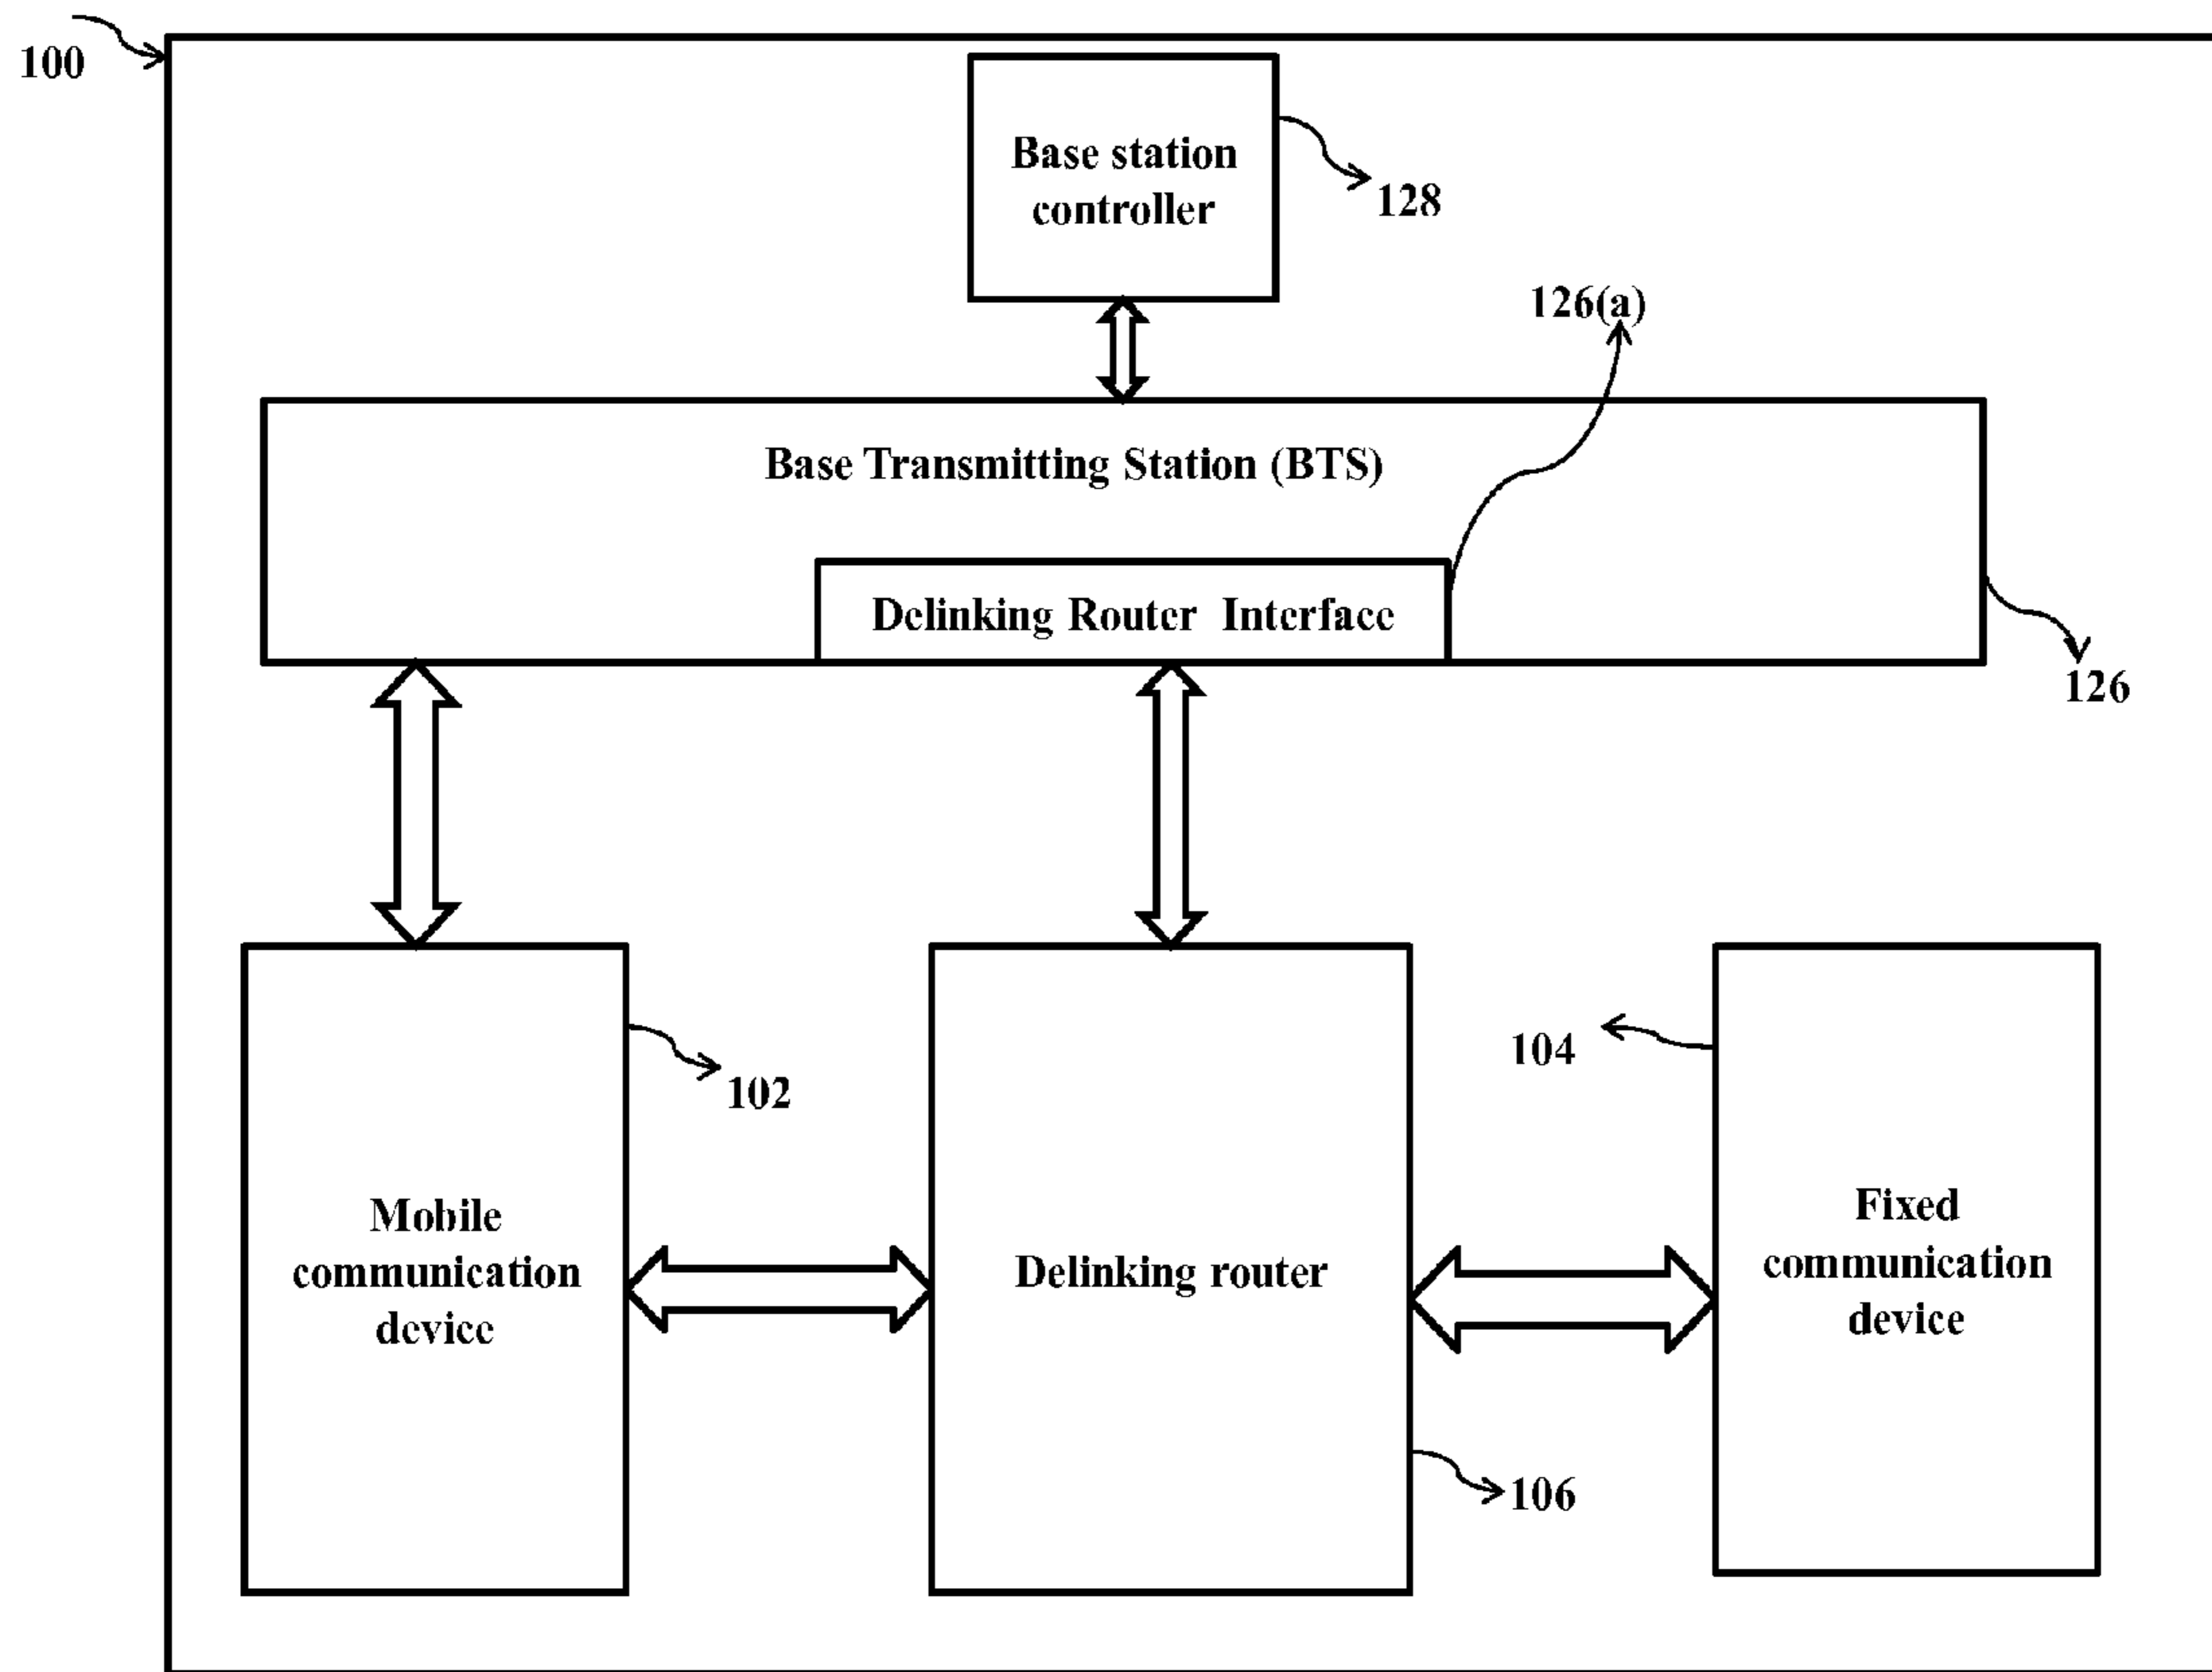 100
Base station
controller
128
126(a)
Base Transmitting Station (BTS)
Delinking Router Interface
126
102
104
Mobile
communication
device
Delinking router
Fixed
communication
device
106